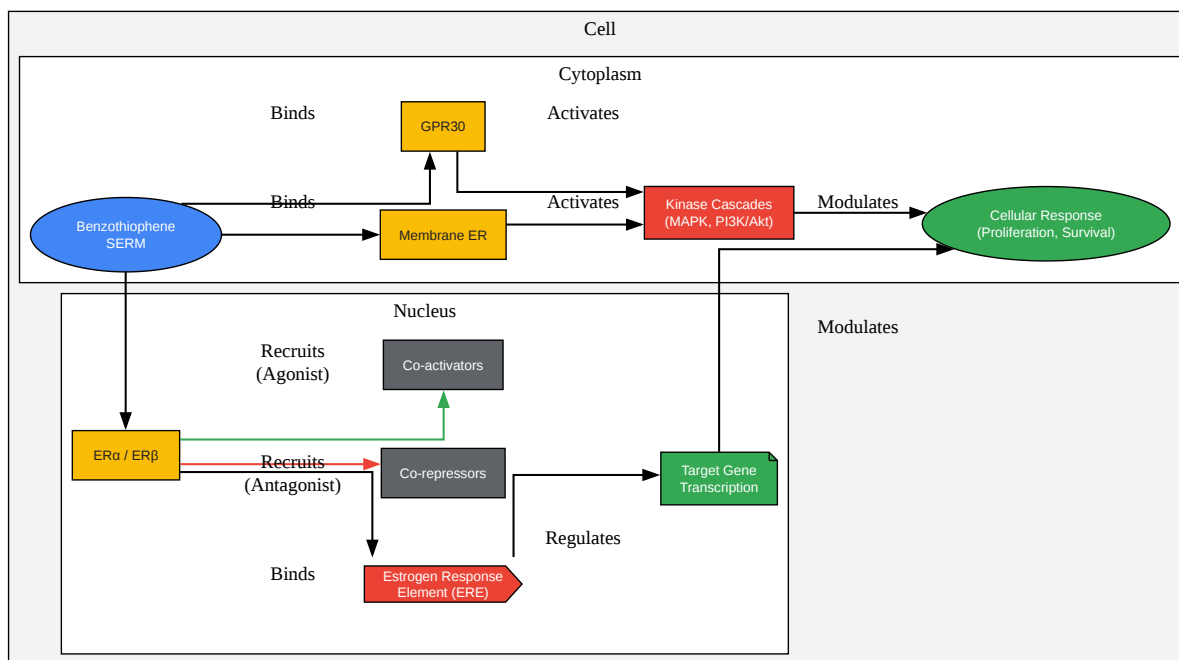 Cell
Cytoplasm
Binds
GPR30
Activates
Benzothiophene
SERM
Binds
Membrane ER
Activates
Kinase Cascades
(MAPK, PI3K/Akt)
Modulates
Cellular Response
(Proliferation, Survival)
Nucleus
Modulates
Recruits
(Agonist)
Co-activators
ERα / ERβ
Recruits
(Antagonist)
Co-repressors
Target Gene
Transcription
Regulates
Binds
Estrogen Response
Element (ERE)